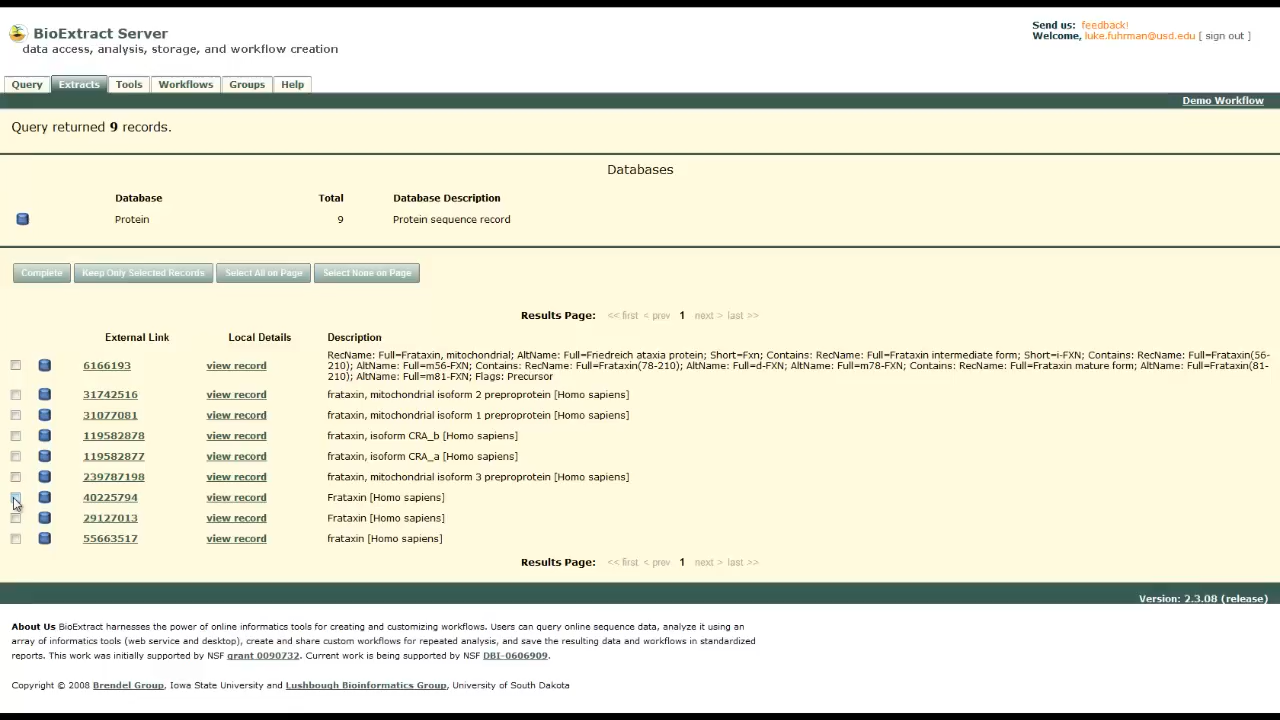 BioExtract Server
data access, analysis, storage, and workflow creation
Send us: feedback!
Welcome, luke.fuhrman@usd.edu [ sign out ]
Query Extracts Tools Workflows Groups Help
Demo Workflow
Query returned 9 records.
Databases
Database Total Database Description
Protein 9 Protein sequence record
Complete Keep Only Selected Records Select All on Page Select None on Page
Results Page: << first < prev 1 next > last >>
External Link Local Details Description
6166193 view record RecName: Full=Frataxin, mitochondrial; AltName: Full=Friedreich ataxia protein; Short=Fxn; Contains: RecName: Full=Frataxin intermediate form; Short=i-FXN; Contains: RecName: Full=Frataxin(56-
210); AltName: Full=m56-FXN; Contains: RecName: Full=Frataxin(78-210); AltName: Full=d-FXN; AltName: Full=m78-FXN; Contains: RecName: Full=Frataxin mature form; AltName: Full=Frataxin(81-
210); AltName: Full=m81-FXN; Flags: Precursor
31742516 view record frataxin, mitochondrial isoform 2 preproprotein [Homo sapiens]
31077081 view record frataxin, mitochondrial isoform 1 preproprotein [Homo sapiens]
119582878 view record frataxin, isoform CRA_b [Homo sapiens]
119582877 view record frataxin, isoform CRA_a [Homo sapiens]
239787198 view record frataxin, mitochondrial isoform 3 preproprotein [Homo sapiens]
40225794 view record Frataxin [Homo sapiens]
29127013 view record Frataxin [Homo sapiens]
55663517 view record frataxin [Homo sapiens]
Results Page: << first < prev 1 next > last >>
Version: 2.3.08 (release)
About Us BioExtract harnesses the power of online informatics tools for creating and customizing workflows. Users can query online sequence data, analyze it using an
array of informatics tools (web service and desktop), create and share custom workflows for repeated analysis, and save the resulting data and workflows in standardized
reports. This work was initially supported by NSF grant 0090732. Current work is being supported by NSF DBI-0606909.
Copyright © 2008 Brendel Group, Iowa State University and Lushbough Bioinformatics Group, University of South Dakota